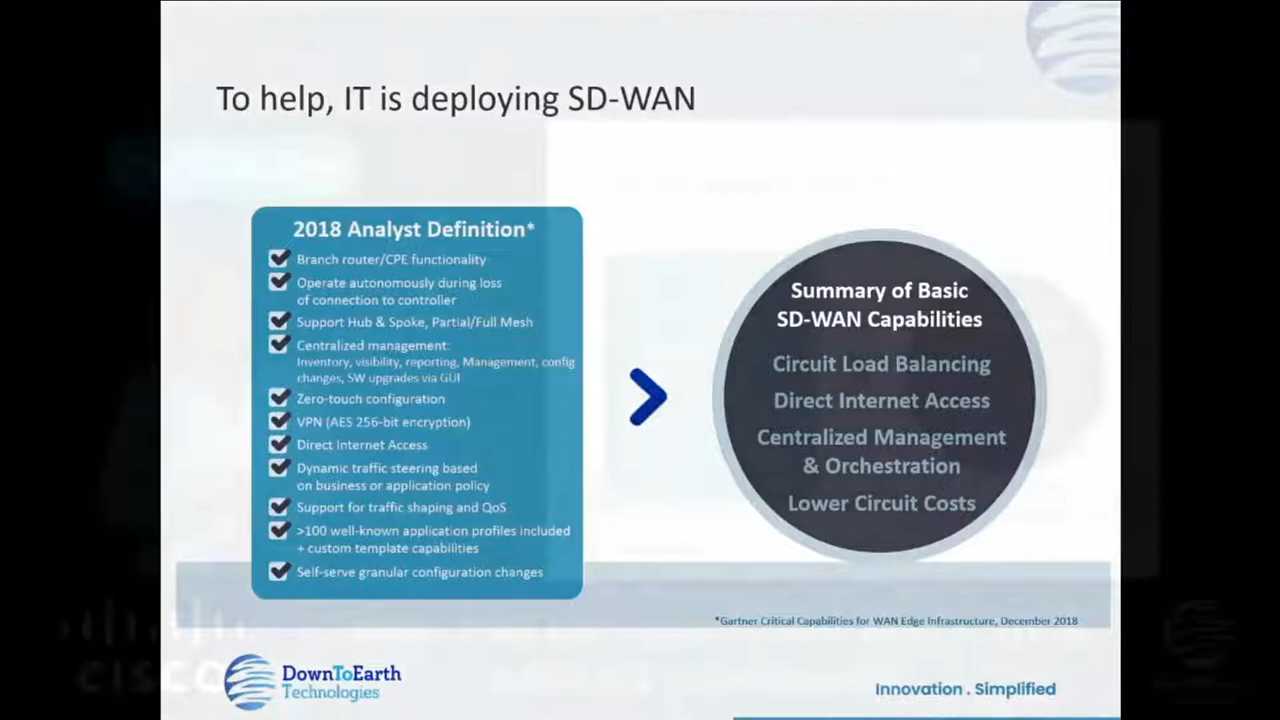 To help, IT is deploying SD-WAN
2018 Analyst Definition*
Branch router/CPE functionality
Operate autonomously during loss
of connection to controller
Support Hub & Spoke, Partial/Full Mesh
Centralized management:
Inventory, visibility, reporting, Management, config
changes, SW upgrades via GUI
Zero-touch configuration
VPN (AES 256-bit encryption)
Direct Internet Access
Dynamic traffic steering based
on business or application policy
Support for traffic shaping and QoS
>100 well-known application profiles included
+ custom template capabilities
Self-serve granular configuration changes
Summary of Basic
SD-WAN Capabilities
Circuit Load Balancing
Direct Internet Access
Centralized Management
& Orchestration
Lower Circuit Costs
*Gartner Critical Capabilities for WAN Edge Infrastructure, December 2018
CISCO
DownToEarth
Technologies
Innovation . Simplified